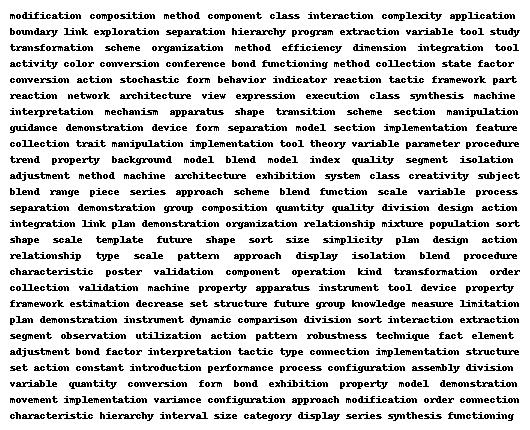 modification composition method component class interaction complexity application
boundary link exploration separation hierarchy program extraction variable tool study
transformation scheme organization method efficiency dimension integration tool
activity color conversion conference bond functioning method collection state factor
conversion action stochastic form behavior indicator reaction tactic framework part
reaction network architecture view expression execution class synthesis machine
interpretation mechanism apparatus shape transition scheme section manipulation
guidance demonstration device form separation model section implementation feature
collection trait manipulation implementation tool theory variable parameter procedure
trend property background model blend model index quality segment isolation
adjustment method machine architecture exhibition system class creativity subject
blend range piece series approach scheme blend function scale variable process
separation demonstration group composition quantity quality division design action
integration link plan demonstration organization relationship mixture population sort
shape scale template future shape sort size simplicity plan design action
relationship type scale pattern approach display isolation blend procedure
characteristic poster validation component operation kind transformation order
collection validation machine property apparatus instrument tool device property
framework estimation decrease set structure future group knowledge measure limitation
plan demonstration instrument dynamic comparison division sort interaction extraction
segment observation utilization action pattern robustness technique fact element
adjustment bond factor interpretation tactic type connection implementation structure
set action constant introduction performance process configuration assembly division
variable quantity conversion form bond exhibition property model demonstration
movement implementation variance configuration approach modification order connection
characteristic hierarchy interval size category display series synthesis functioning